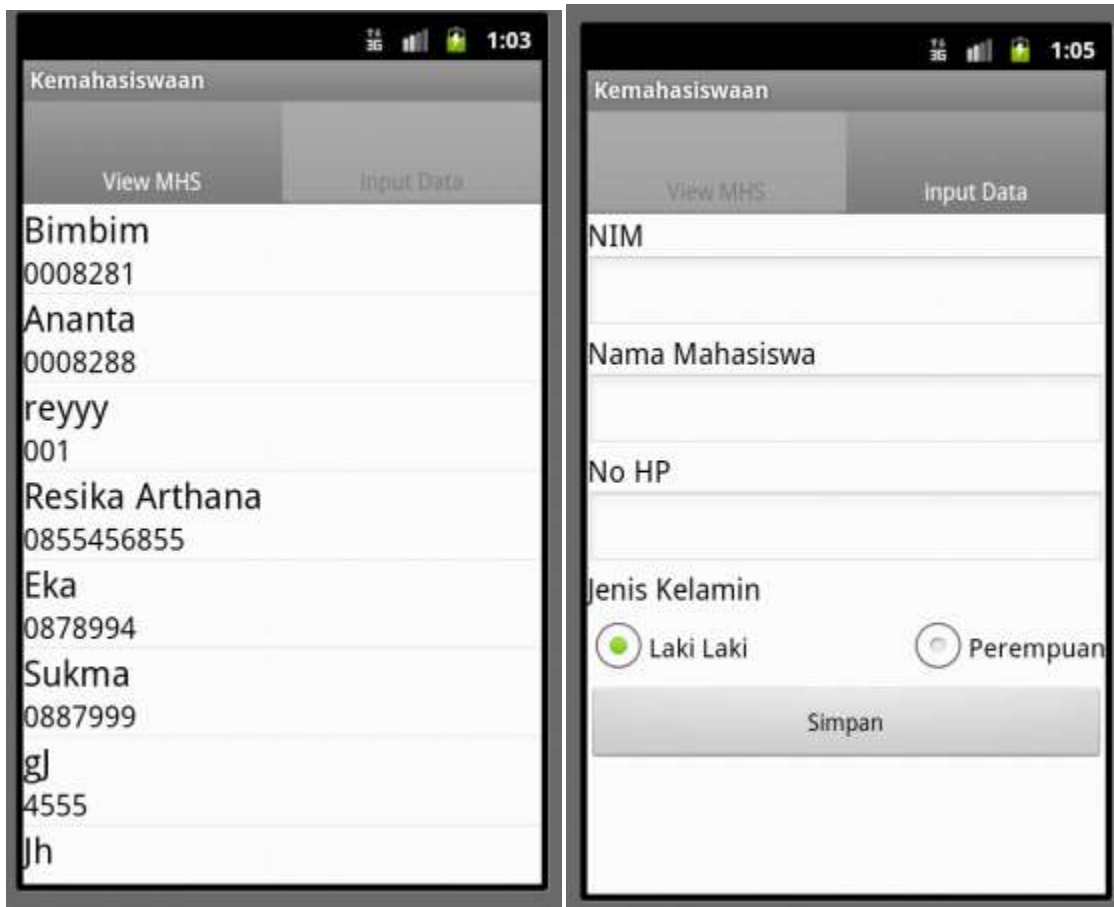 3G 1:03
Kemahasiswaan
View MHS input Data
Bimbim
0008281
Ananta
0008288
reyyy
001
Resika Arthana
0855456855
Eka
0878994
Sukma
0887999
gJ
4555
Jh
3G 1:05
Kemahasiswaan
View MHS input Data
NIM
Nama Mahasiswa
No HP
Jenis Kelamin
Laki Laki Perempuan
Simpan